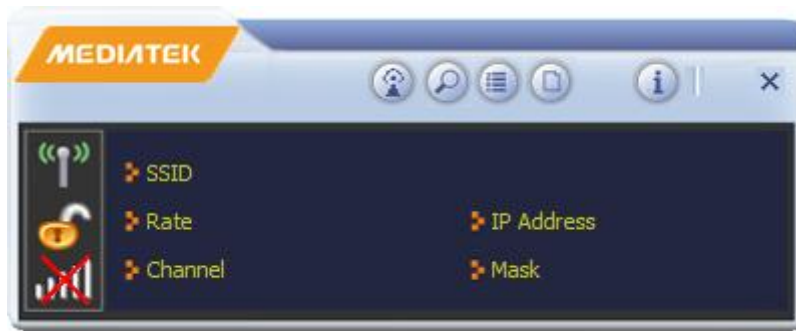 MEDIATEK
SSID
Rate
IP Address
Channel
Mask